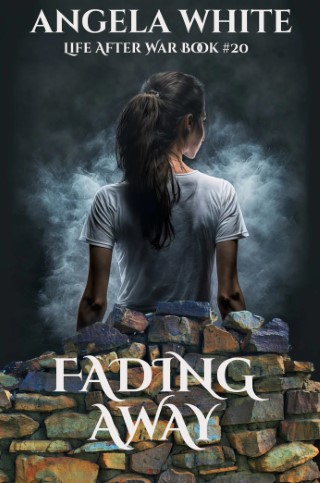 ANGELA WHITE
LIFE AFTER WAR BOOK #20
FADING
AWAY